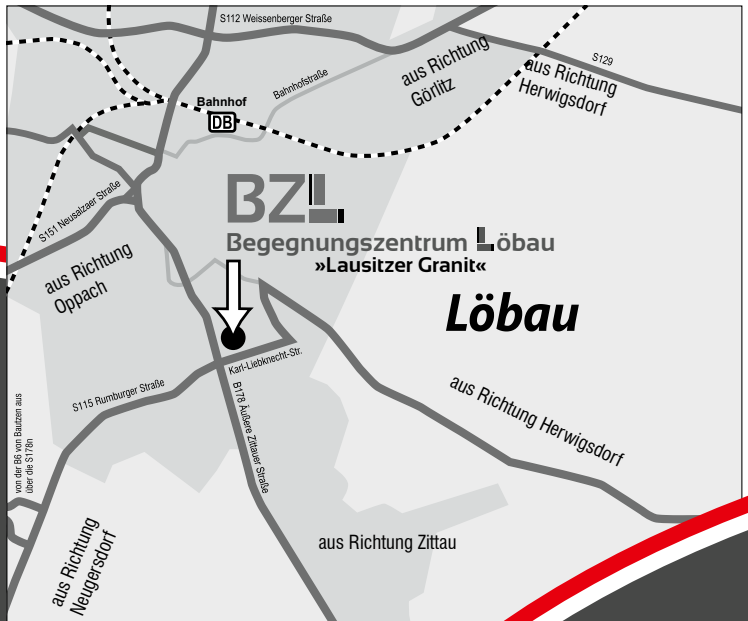 S112 Weissenberger Straße
S129
aus Richtung
Görlitz
aus Richtung
Herwigsdorf
Bahnhofstraße
Bahnhof
DB
S151 Neusalzaer Straße
BZL
Begegnungszentrum Löbau
»Lausitzer Granit«
aus Richtung
Oppach
Löbau
Karl-Liebknecht-Str.
S115 Rumburger Straße
B178 Äußere Zittauer Straße
aus Richtung Herwigsdorf
von der B6 von Bautzen aus
über die S178n
aus Richtung
Neugersdorf
aus Richtung Zittau